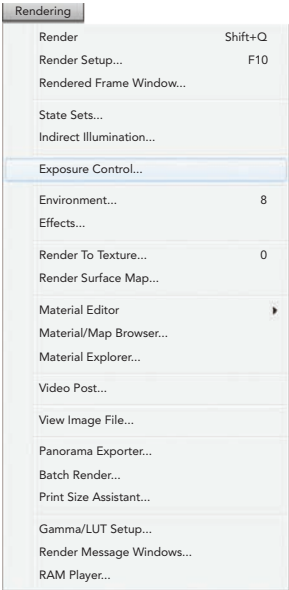 Rendering
Render Shift+Q
Render Setup... F10
Rendered Frame Window...
State Sets...
Indirect Illumination...
Exposure Control...
Environment... 8
Effects...
Render To Texture... 0
Render Surface Map...
Material Editor
Material/Map Browser...
Material Explorer...
Video Post...
View Image File...
Panorama Exporter...
Batch Render...
Print Size Assistant...
Gamma/LUT Setup...
Render Message Windows...
RAM Player...